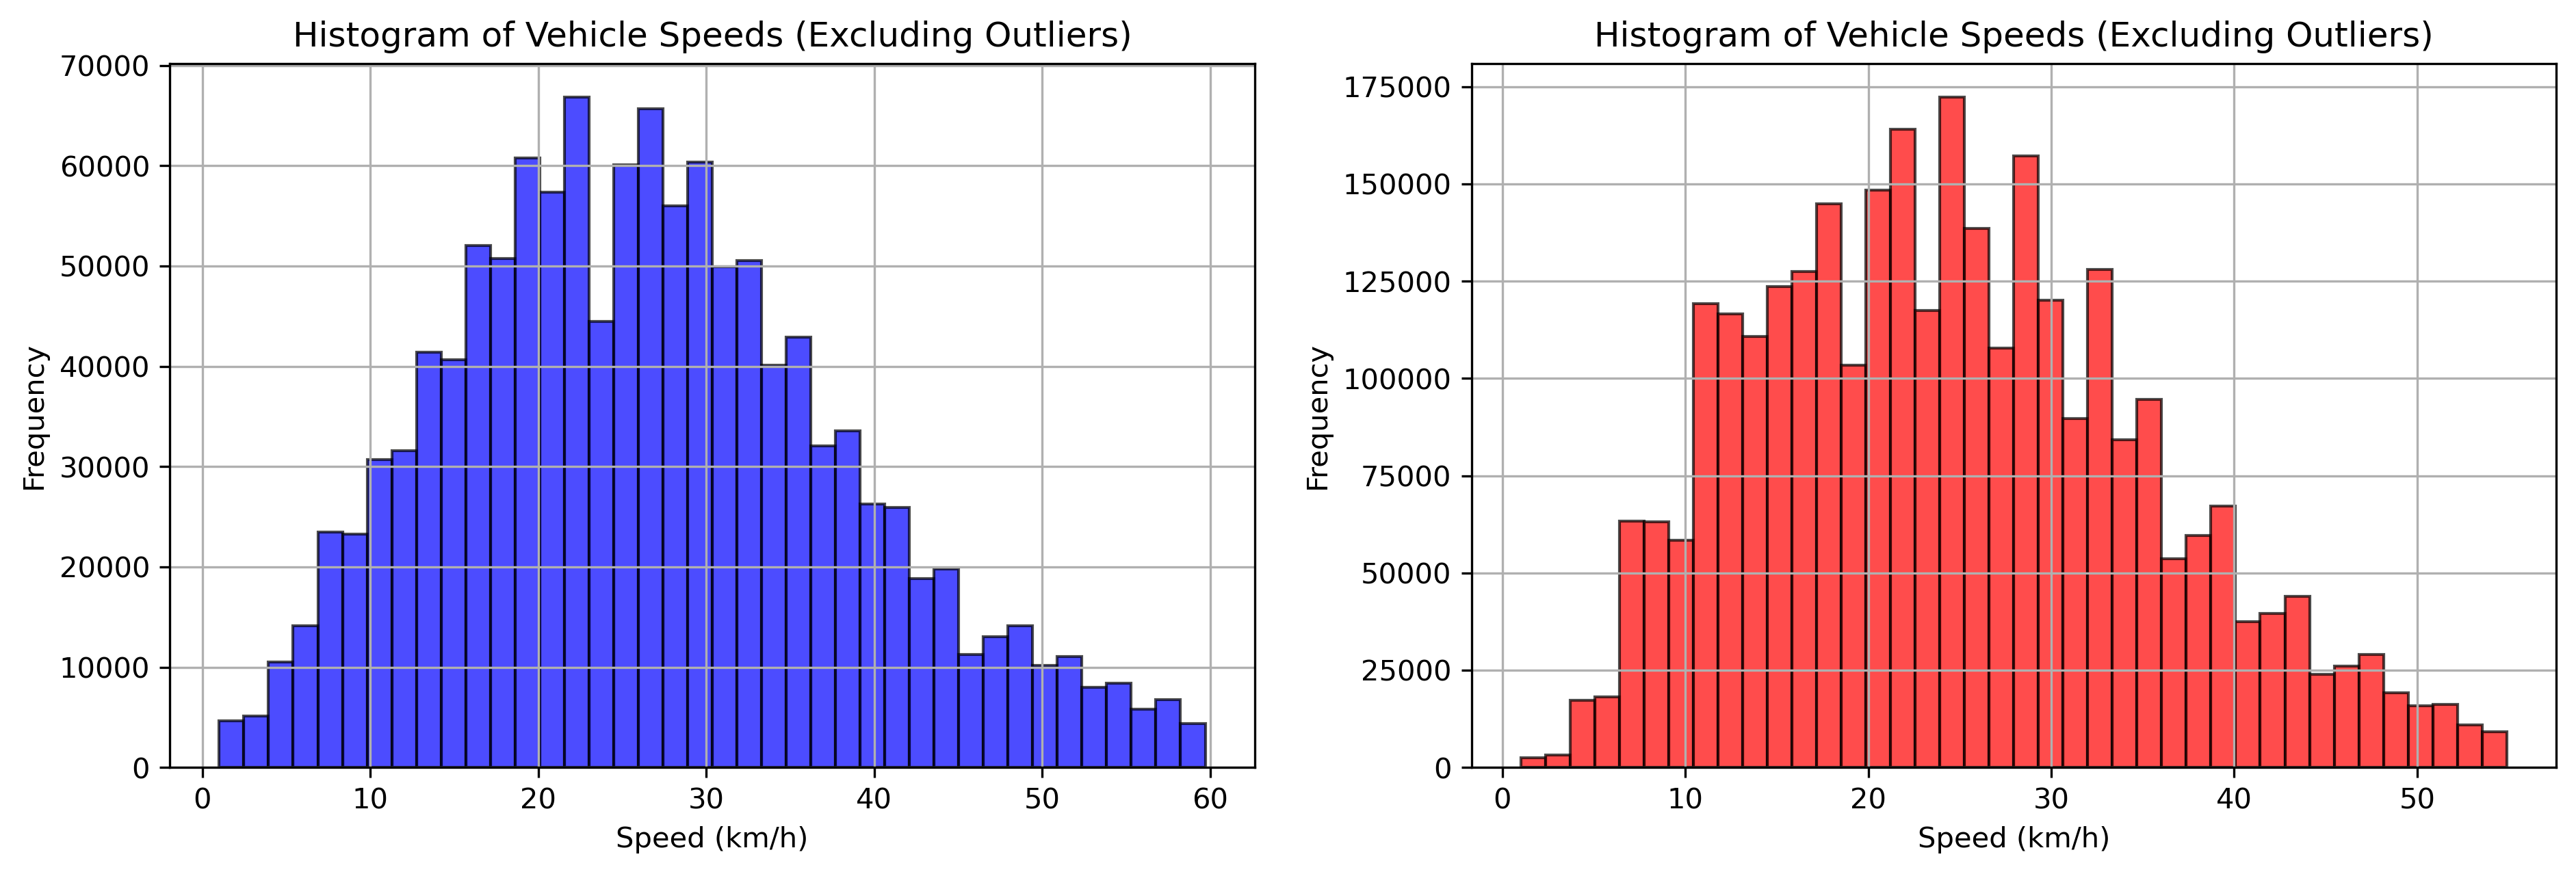 Histogram of Vehicle Speeds (Excluding Outliers)
70000
60000
50000
40000
30000
20000
10000
0
Frequency
0 10 20 30 40 50 60
Speed (km/h)
Histogram of Vehicle Speeds (Excluding Outliers)
175000
150000
125000
100000
75000
50000
25000
0
Frequency
0 10 20 30 40 50
Speed (km/h)